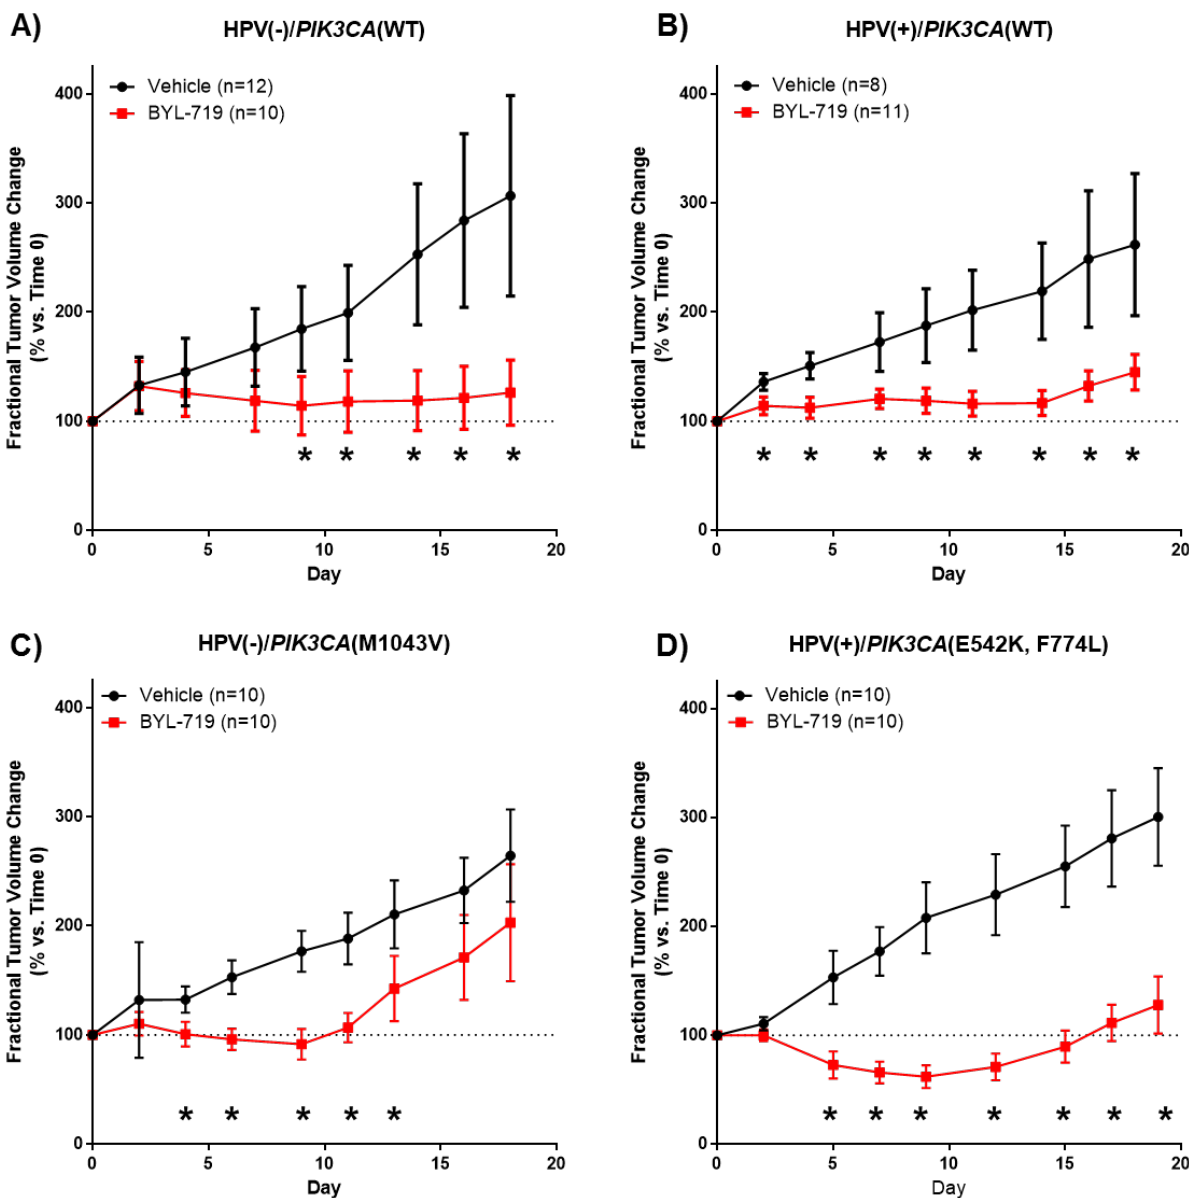 A)
HPV(-)/PIK3CA(WT)
Vehicle (n=12)
BYL-719 (n=10)
Fractional Tumor Volume Change
(% vs. Time 0)
400
300
200
100
0
* * * * *
0 5 10 15 20
Day
B)
HPV(+)/PIK3CA(WT)
Vehicle (n=8)
BYL-719 (n=11)
Fractional Tumor Volume Change
(% vs. Time 0)
400
300
200
100
0
* * * * * * * *
0 5 10 15 20
Day
C)
HPV(-)/PIK3CA(M1043V)
Vehicle (n=10)
BYL-719 (n=10)
Fractional Tumor Volume Change
(% vs. Time 0)
400
300
200
100
0
* * * * *
0 5 10 15 20
Day
D)
HPV(+)/PIK3CA(E542K, F774L)
Vehicle (n=10)
BYL-719 (n=10)
Fractional Tumor Volume Change
(% vs. Time 0)
400
300
200
100
0
* * * * * * *
0 5 10 15 20
Day